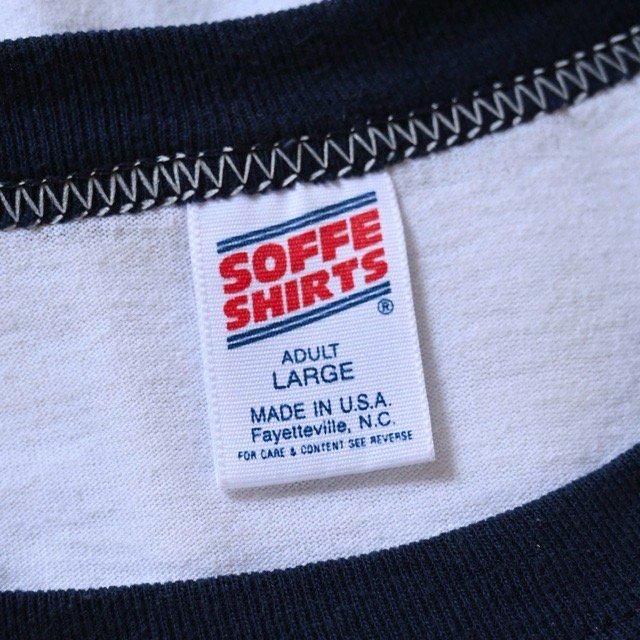 SOFFE
SHIRTS
®
ADULT
LARGE
MADE IN U.S.A.
Fayetteville, N.C.
FOR CARE & CONTENT SEE REVERSE